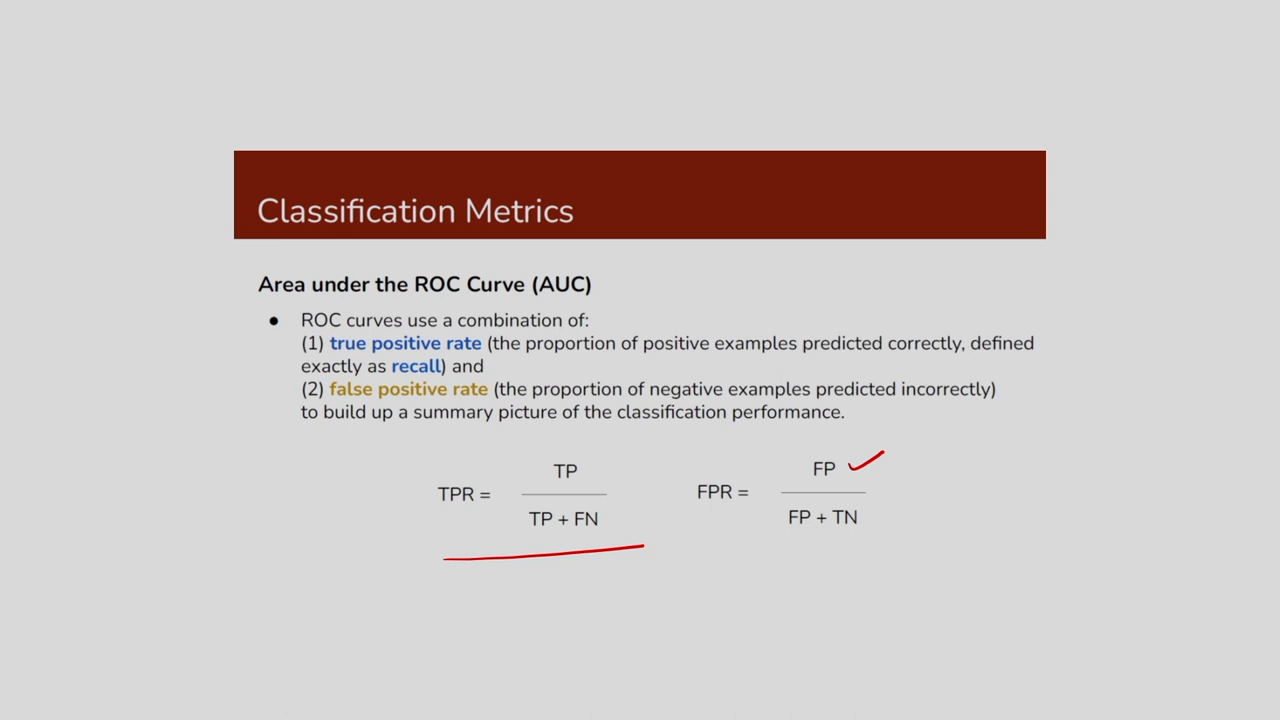 Classification Metrics
Area under the ROC Curve (AUC)
● ROC curves use a combination of:
(1) true positive rate (the proportion of positive examples predicted correctly, defined
exactly as recall) and
(2) false positive rate (the proportion of negative examples predicted incorrectly)
to build up a summary picture of the classification performance.
TPR =
TP
TP + FN
FPR =
FP
FP + TN